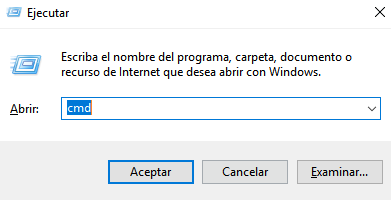 Ejecutar
Escriba el nombre del programa, carpeta, documento o
recurso de Internet que desea abrir con Windows.
Abrir: cmd
Aceptar Cancelar Examinar...